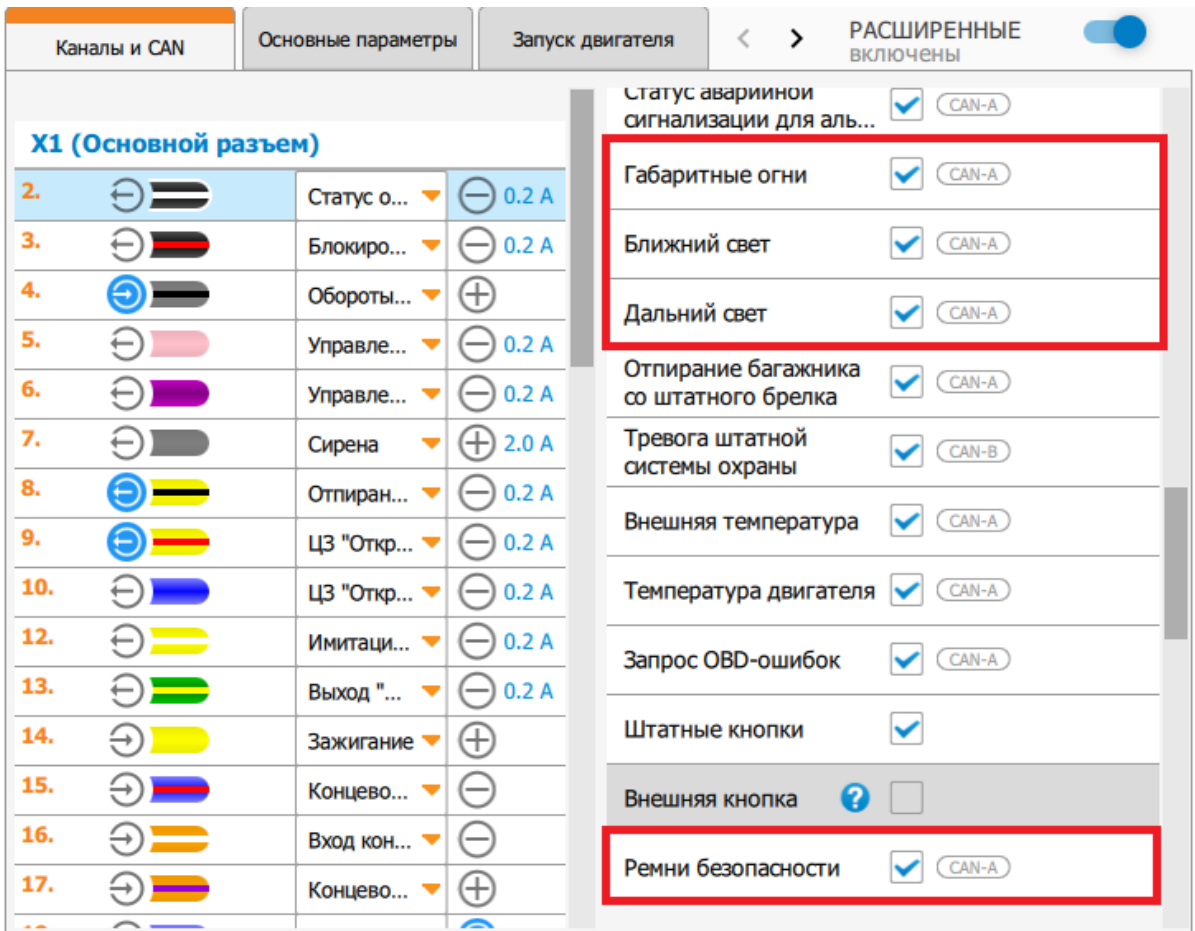 Каналы и CAN
Основные параметры
Запуск двигателя
РАСШИРЕННЫЕ
включены
X1 (Основной разъем)
2. Статус о... 0.2 A
3. Блокиро... 0.2 A
4. Обороты...
5. Управле... 0.2 A
6. Управле... 0.2 A
7. Сирена 2.0 A
8. Отпиран... 0.2 A
9. ЦЗ "Откр... 0.2 A
10. ЦЗ "Откр... 0.2 A
12. Имитаци... 0.2 A
13. Выход "... 0.2 A
14. Зажигание
15. Концево...
16. Вход кон...
17. Концево...
Статус аварийной
сигнализации для аль... CAN-A
Габаритные огни CAN-A
Ближний свет CAN-A
Дальний свет CAN-A
Отпирание багажника
со штатного брелка CAN-A
Тревога штатной
системы охраны CAN-B
Внешняя температура CAN-A
Температура двигателя CAN-A
Запрос OBD-ошибок CAN-A
Штатные кнопки
Внешняя кнопка ?
Ремни безопасности CAN-A